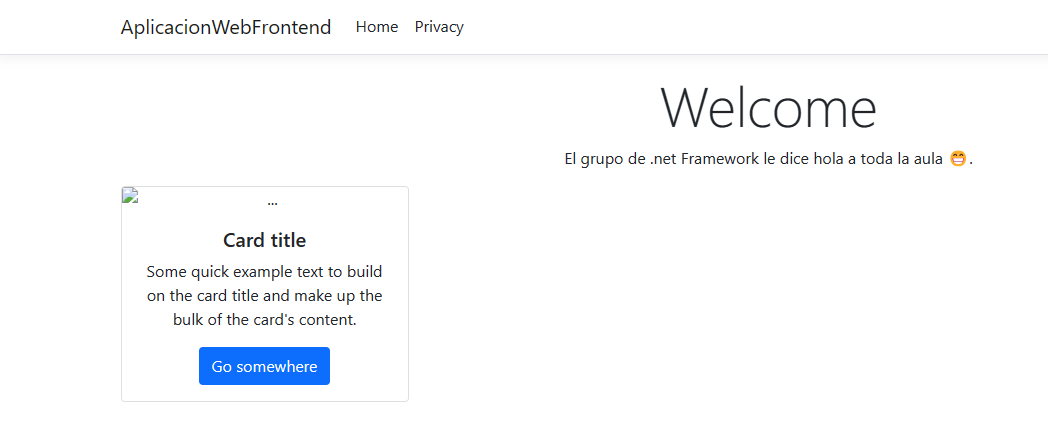 AplicacionWebFrontend Home Privacy
Welcome
El grupo de .net Framework le dice hola a toda la aula 😁.
...
Card title
Some quick example text to build
on the card title and make up the
bulk of the card's content.
Go somewhere